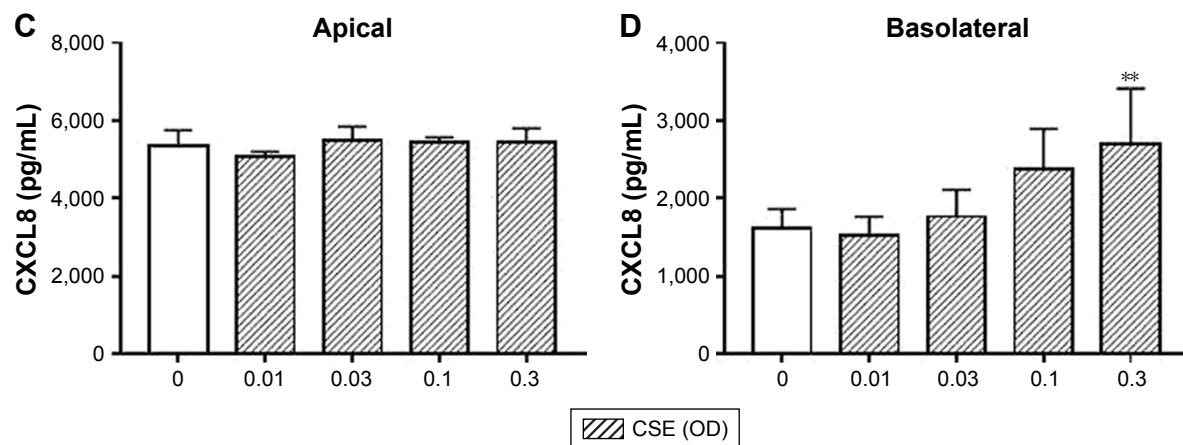 C
Apical
8,000
6,000
4,000
2,000
0
CXCL8 (pg/mL)
0 0.01 0.03 0.1 0.3
D
Basolateral
4,000
3,000
2,000
1,000
0
CXCL8 (pg/mL)
**
0 0.01 0.03 0.1 0.3
CSE (OD)